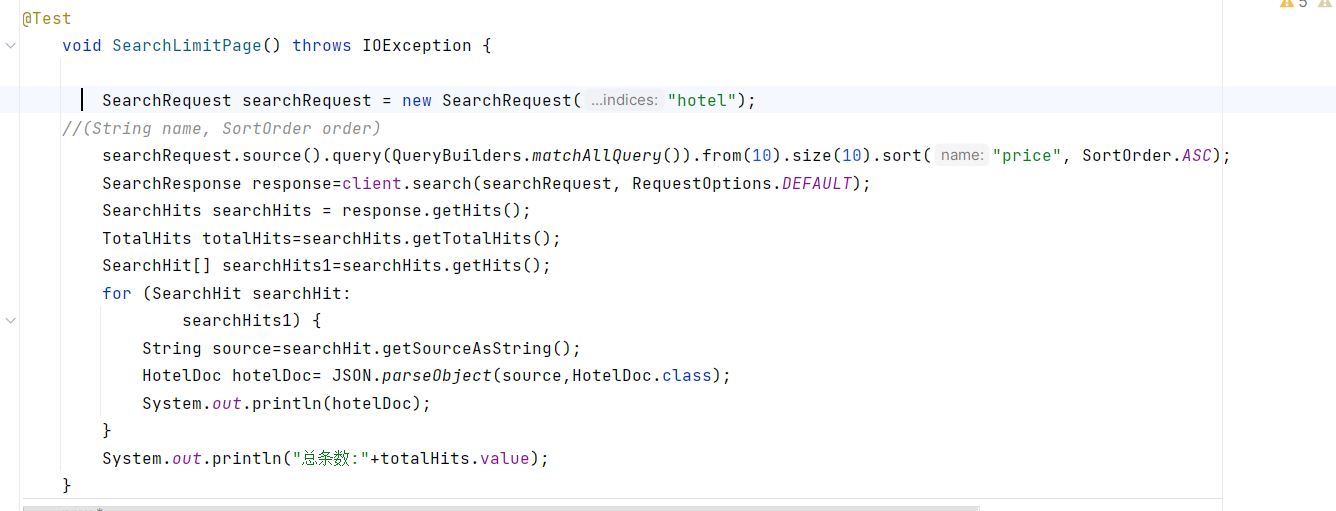 5
@Test
void SearchLimitPage() throws IOException {
SearchRequest searchRequest = new SearchRequest( ...indices: "hotel");
//(String name, SortOrder order)
searchRequest.source().query(QueryBuilders.matchAllQuery()).from(10).size(10).sort( name: "price", SortOrder.ASC);
SearchResponse response=client.search(searchRequest, RequestOptions.DEFAULT);
SearchHits searchHits = response.getHits();
TotalHits totalHits=searchHits.getTotalHits();
SearchHit[] searchHits1=searchHits.getHits();
for (SearchHit searchHit:
searchHits1) {
String source=searchHit.getSourceAsString();
HotelDoc hotelDoc= JSON.parseObject(source,HotelDoc.class);
System.out.println(hotelDoc);
}
System.out.println("总条数:"+totalHits.value);
}